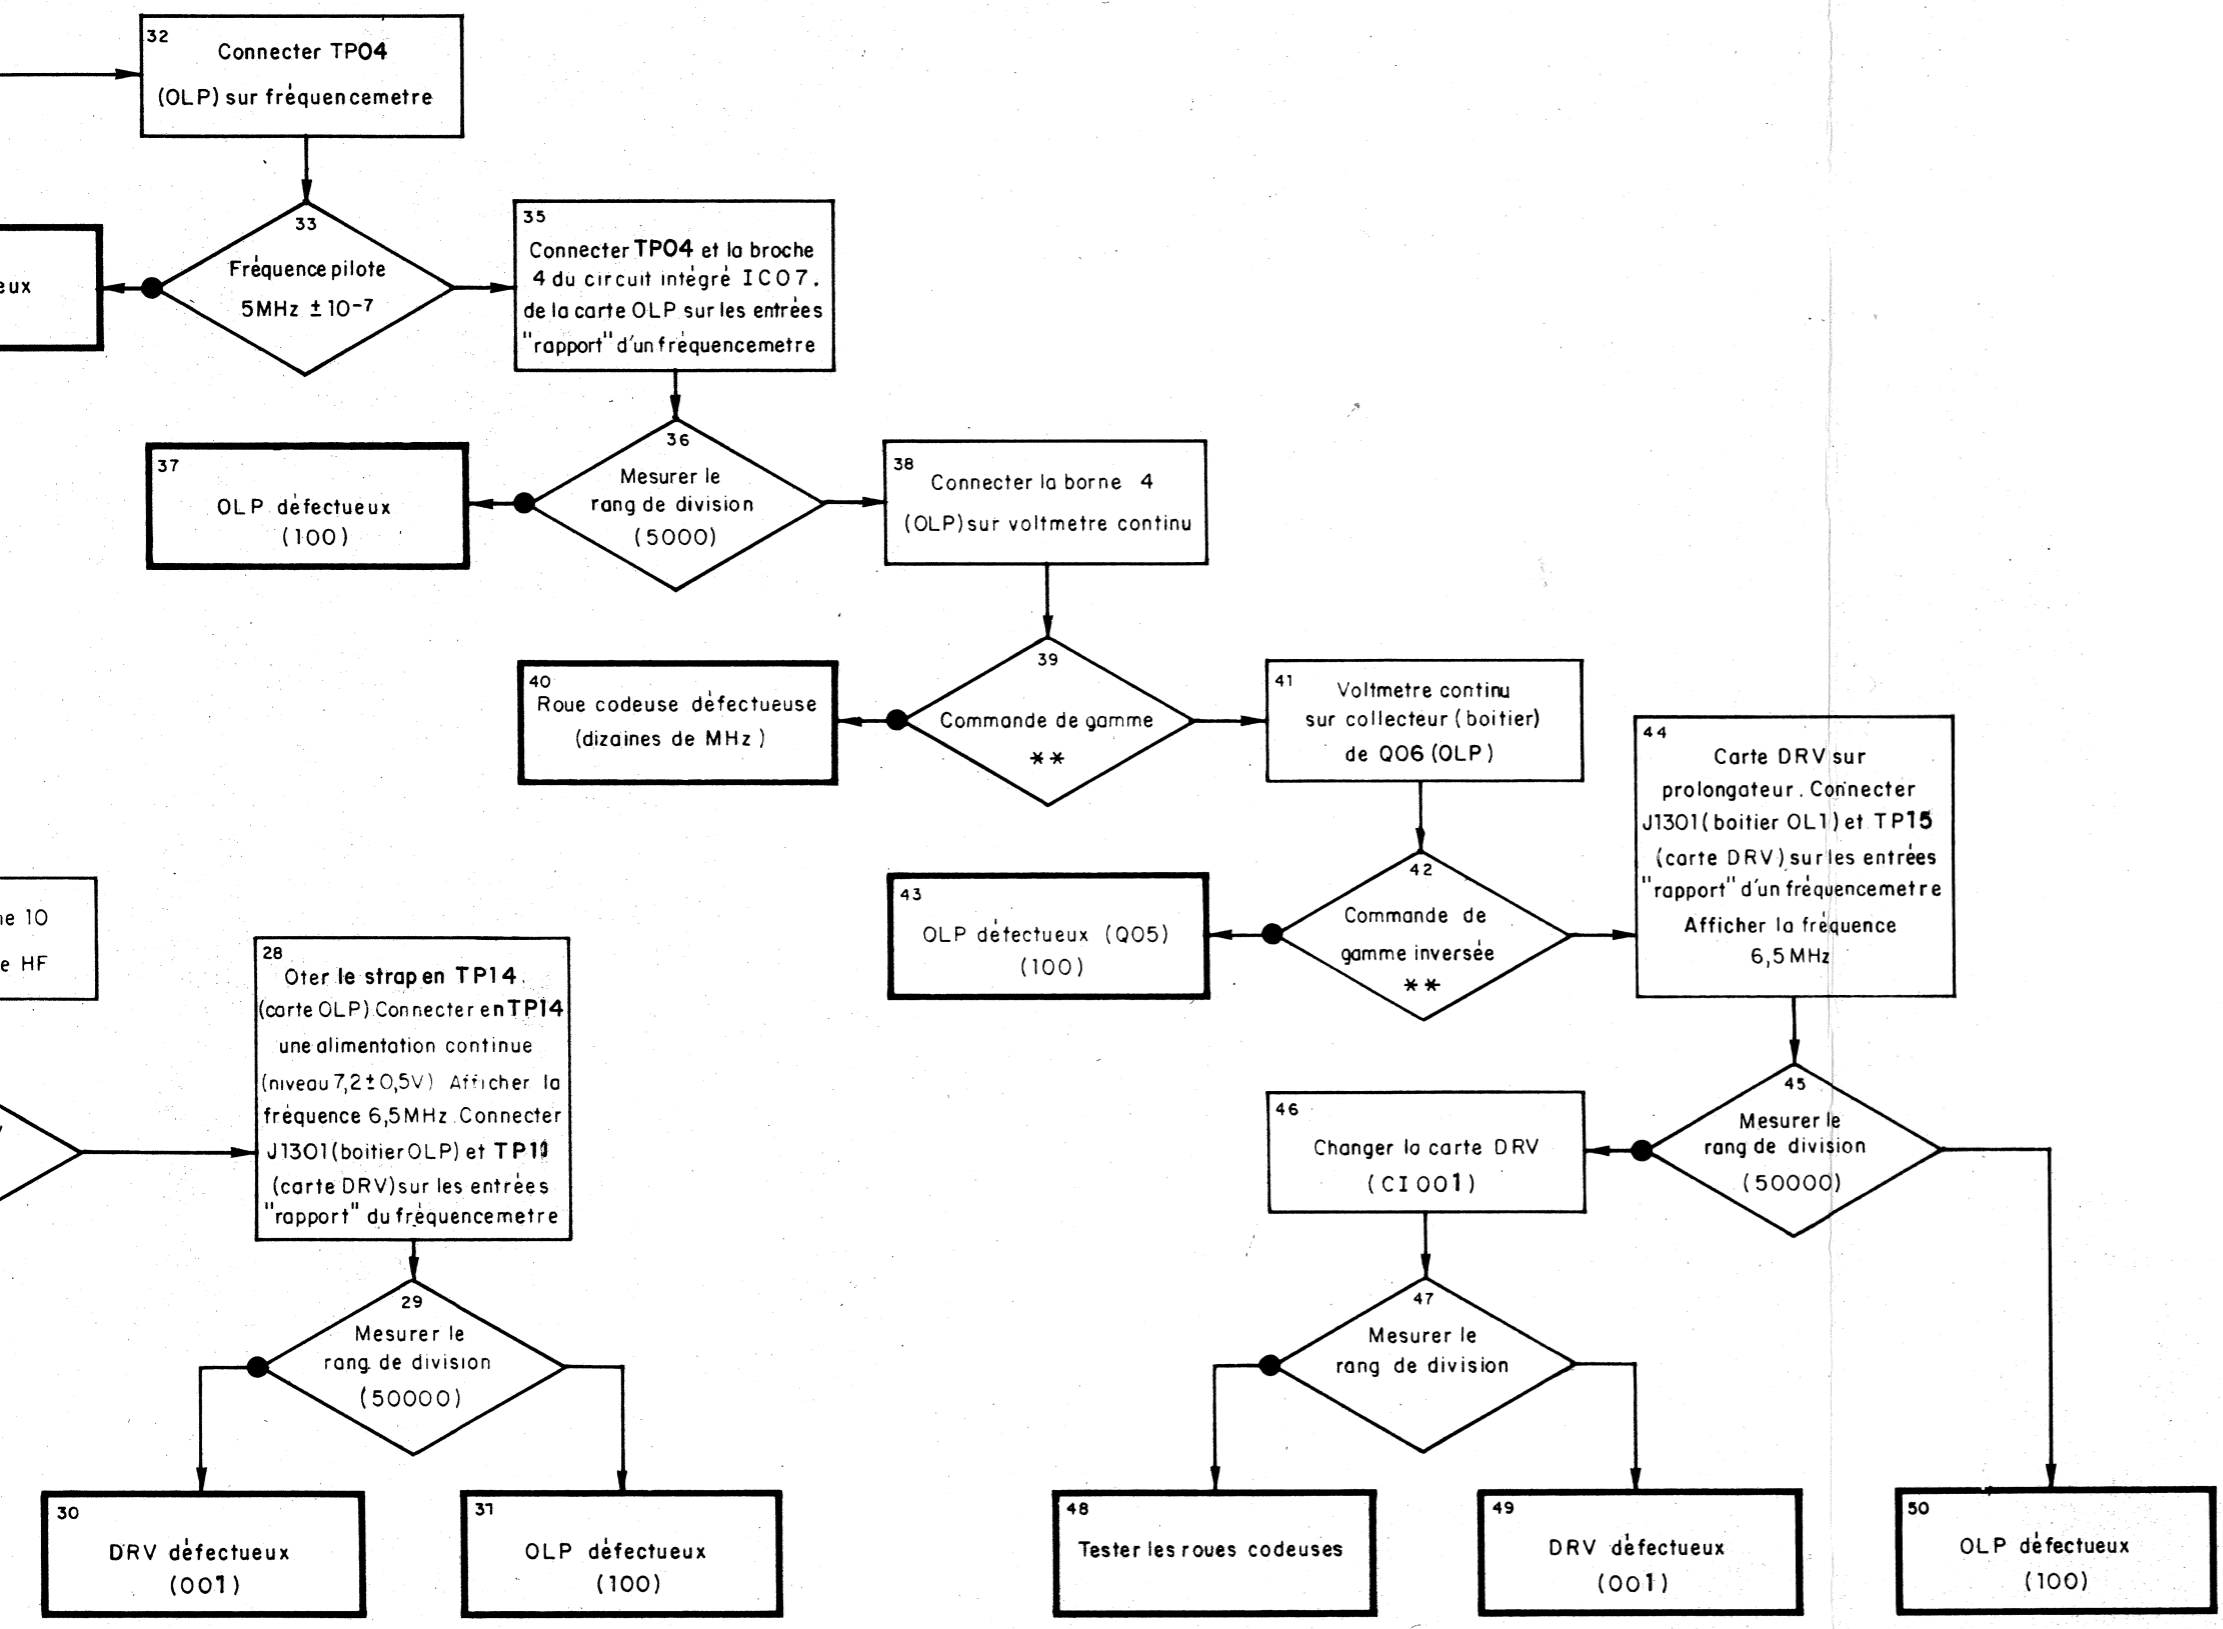 32
Connecter TP04
(OLP) sur fréquencemetre
33
Fréquence pilote
5MHz ±10-7
eux
35
Connecter TP04 et la broche
4 du circuit intégré IC07.
de la carte OLP sur les entrées
"rapport" d'un fréquencemetre
36
Mesurer le
rang de division
(5000)
37
OLP défectueux
(100)
38
Connecter la borne 4
(OLP) sur voltmetre continu
39
Commande de gamme
**
40
Roue codeuse défectueuse
(dizaines de MHz)
41
Voltmetre continu
sur collecteur (boitier)
de Q06 (OLP)
42
Commande de
gamme inversée
**
43
OLP défectueux (Q05)
(100)
44
Carte DRV sur
prolongateur. Connecter
J1301 (boitier OL1) et TP15
(carte DRV) sur les entrées
"rapport" d'un fréquencemetre
Afficher la fréquence
6,5MHz
45
Mesurer le
rang de division
(50000)
46
Changer la carte DRV
(CI 001)
47
Mesurer le
rang de division
48
Tester les roues codeuses
49
DRV défectueux
(001)
50
OLP défectueux
(100)
ne 10
e HF
28
Oter le strap en TP14.
(carte OLP) Connecter en TP14
une alimentation continue
(niveau 7,2±0,5V) Afficher la
fréquence 6,5MHz Connecter
J1301 (boitier OLP) et TP11
(carte DRV) sur les entrées
"rapport" du fréquencemetre
29
Mesurer le
rang de division
(50000)
30
DRV défectueux
(001)
31
OLP défectueux
(100)